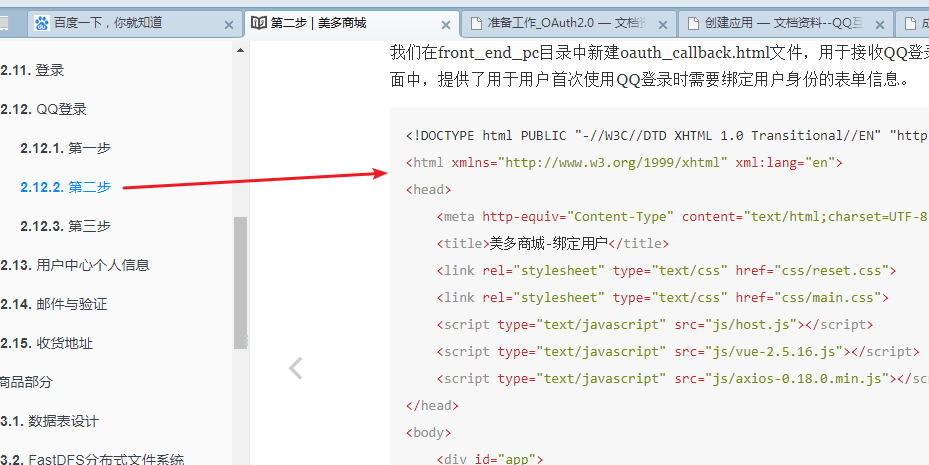 百度一下，你就知道
第二步 | 美多商城
准备工作_OAuth2.0 — 文档
创建应用 — 文档资料--QQ互
2.11. 登录
2.12. QQ登录
2.12.1. 第一步
2.12.2. 第二步
2.12.3. 第三步
2.13. 用户中心个人信息
2.14. 邮件与验证
2.15. 收货地址
商品部分
3.1. 数据表设计
3.2. FastDFS分布式文件系统
我们在front_end_pc目录中新建oauth_callback.html文件，用于接收QQ登
面中，提供了用于用户首次使用QQ登录时需要绑定用户身份的表单信息。
<!DOCTYPE html PUBLIC "-//W3C//DTD XHTML 1.0 Transitional//EN" "http
<html xmlns="http://www.w3.org/1999/xhtml" xml:lang="en">
<head>
<meta http-equiv="Content-Type" content="text/html;charset=UTF-8
<title>美多商城-绑定用户</title>
<link rel="stylesheet" type="text/css" href="css/reset.css">
<link rel="stylesheet" type="text/css" href="css/main.css">
<script type="text/javascript" src="js/host.js"></script>
<script type="text/javascript" src="js/vue-2.5.16.js"></script>
<script type="text/javascript" src="js/axios-0.18.0.min.js"></sc
</head>
<body>
<div id="app">